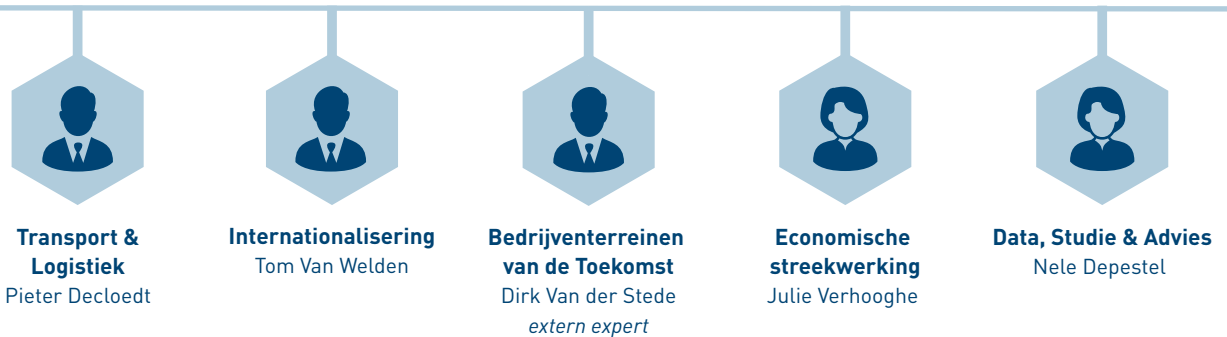 Transport &
Logistiek
Pieter Decloedt
Internationalisering
Tom Van Welden
Bedrijventerreinen
van de Toekomst
Dirk Van der Stede
extern expert
Economische
streekwerking
Julie Verhooghe
Data, Studie & Advies
Nele Depestel